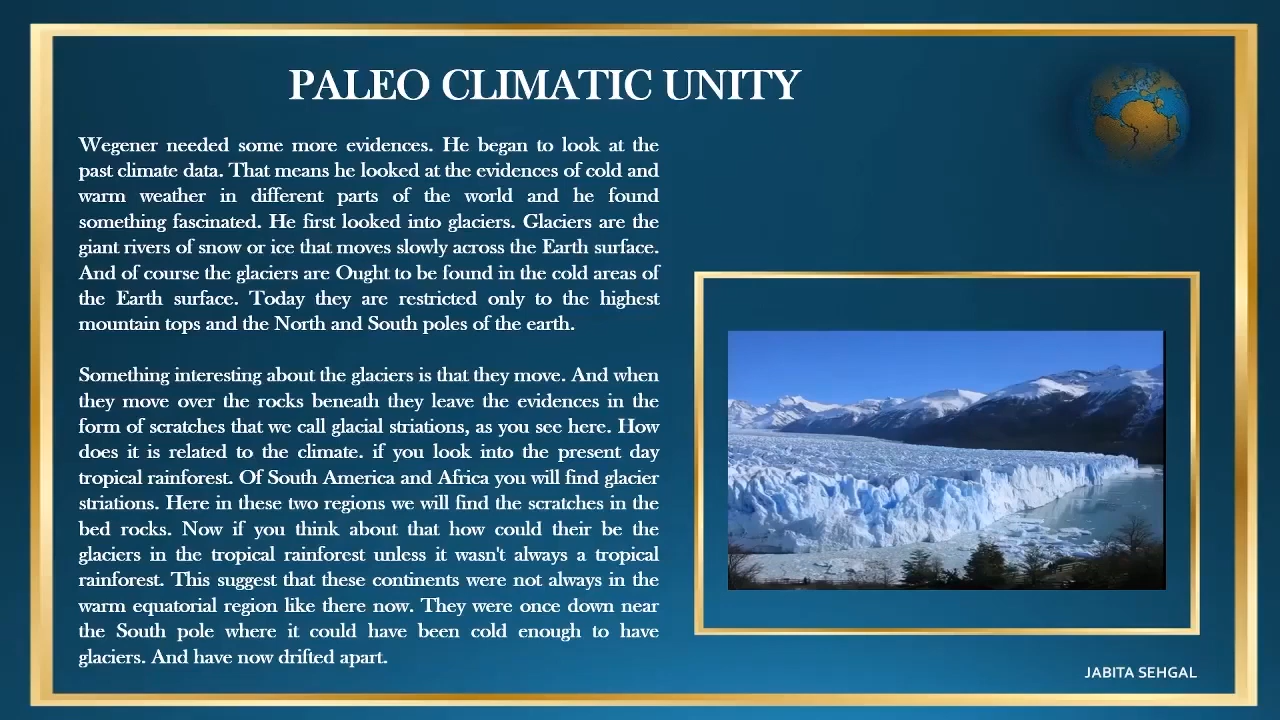 PALEO CLIMATIC UNITY
Wegener needed some more evidences. He began to look at the
past climate data. That means he looked at the evidences of cold and
warm weather in different parts of the world and he found
something fascinated. He first looked into glaciers. Glaciers are the
giant rivers of snow or ice that moves slowly across the Earth surface.
And of course the glaciers are Ought to be found in the cold areas of
the Earth surface. Today they are restricted only to the highest
mountain tops and the North and South poles of the earth.
Something interesting about the glaciers is that they move. And when
they move over the rocks beneath they leave the evidences in the
form of scratches that we call glacial striations, as you see here. How
does it is related to the climate. if you look into the present day
tropical rainforest. Of South America and Africa you will find glacier
striations. Here in these two regions we will find the scratches in the
bed rocks. Now if you think about that how could their be the
glaciers in the tropical rainforest unless it wasn't always a tropical
rainforest. This suggest that these continents were not always in the
warm equatorial region like there now. They were once down near
the South pole where it could have been cold enough to have
glaciers. And have now drifted apart.
JABITA SEHGAL